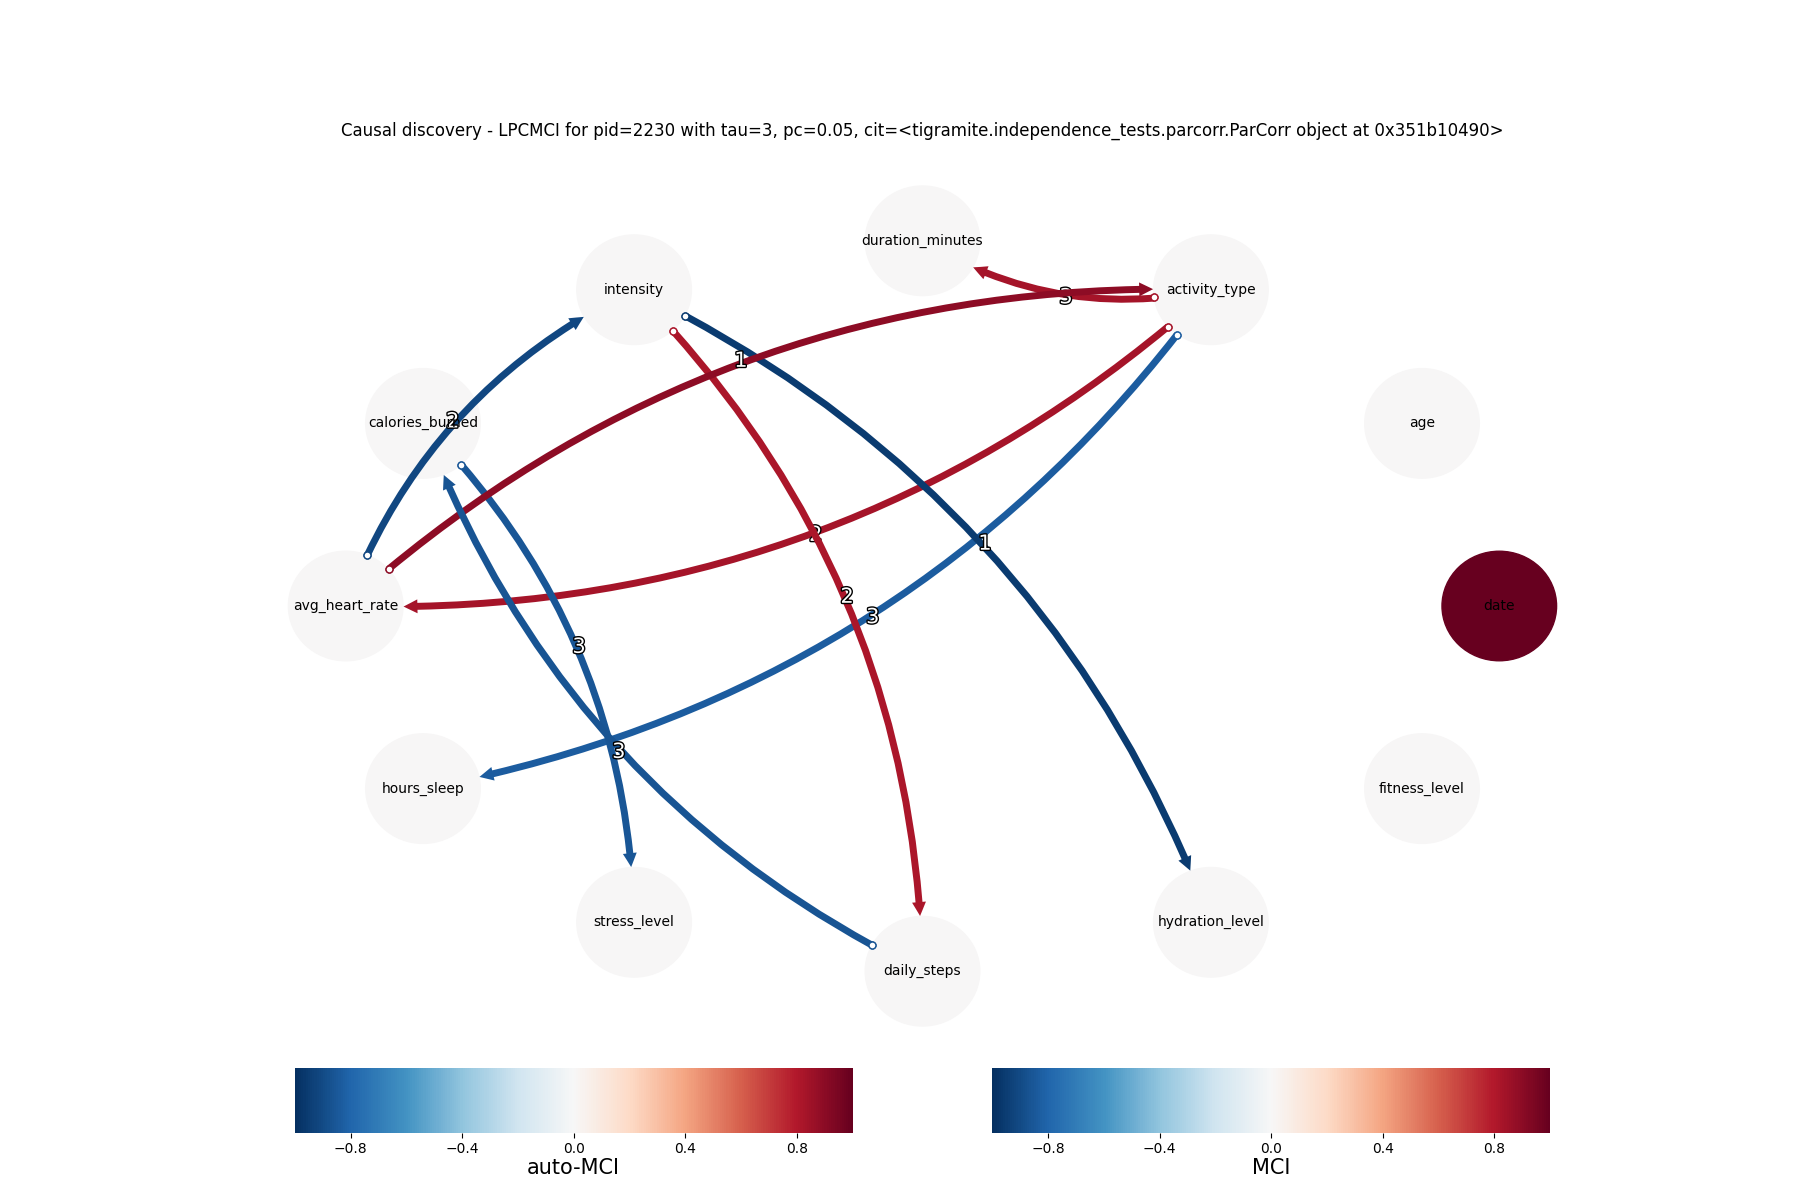 Causal discovery - LPCMCI for pid=2230 with tau=3, pc=0.05, cit=<tigramite.independence_tests.parcorr.ParCorr object at 0x351b10490>
duration_minutes
intensity
activity_type
3
1
2
calories_burned
age
2
1
2
avg_heart_rate
date
3
3
3
hours_sleep
fitness_level
stress_level
hydration_level
daily_steps
−0.8 −0.4 0.0 0.4 0.8
auto-MCI
−0.8 −0.4 0.0 0.4 0.8
MCI